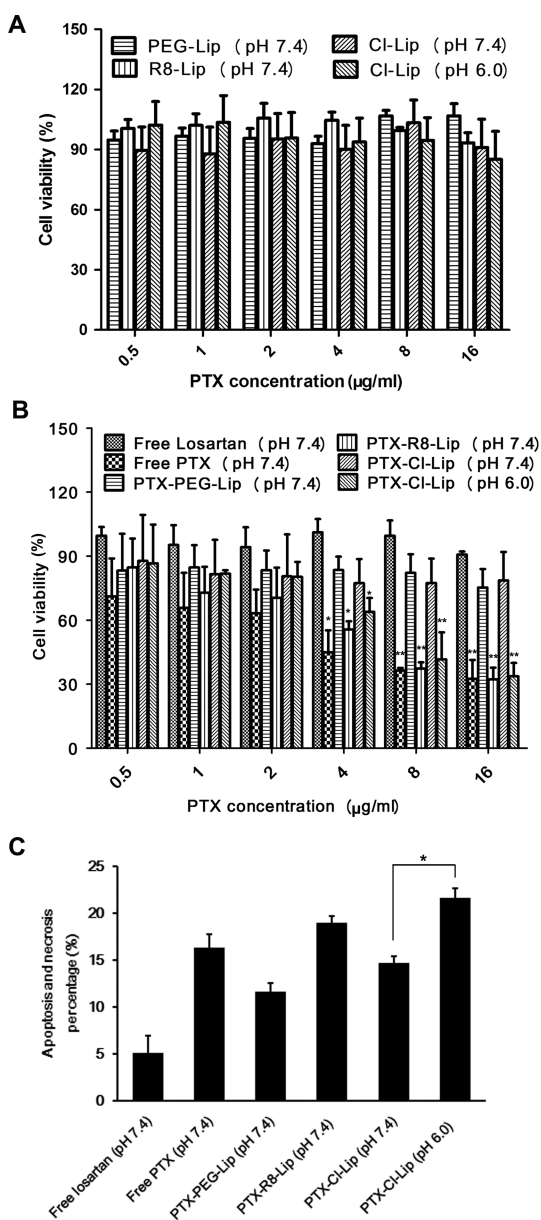 A
PEG-Lip (pH 7.4)
Cl-Lip (pH 7.4)
R8-Lip (pH 7.4)
Cl-Lip (pH 6.0)
150
120
90
60
30
0
Cell viability (%)
0.5
1
2
4
8
16
PTX concentration (µg/ml)
B
Free Losartan (pH 7.4)
PTX-R8-Lip (pH 7.4)
Free PTX (pH 7.4)
PTX-Cl-Lip (pH 7.4)
PTX-PEG-Lip (pH 7.4)
PTX-Cl-Lip (pH 6.0)
150
120
90
60
30
0
Cell viability (%)
* * *
** ** **
** ** **
0.5
1
2
4
8
16
PTX concentration (µg/ml)
C
25
20
15
10
5
0
Apoptosis and necrosis
percentage (%)
*
Free losartan (pH 7.4)
Free PTX (pH 7.4)
PTX-PEG-Lip (pH 7.4)
PTX-R8-Lip (pH 7.4)
PTX-Cl-Lip (pH 7.4)
PTX-Cl-Lip (pH 6.0)